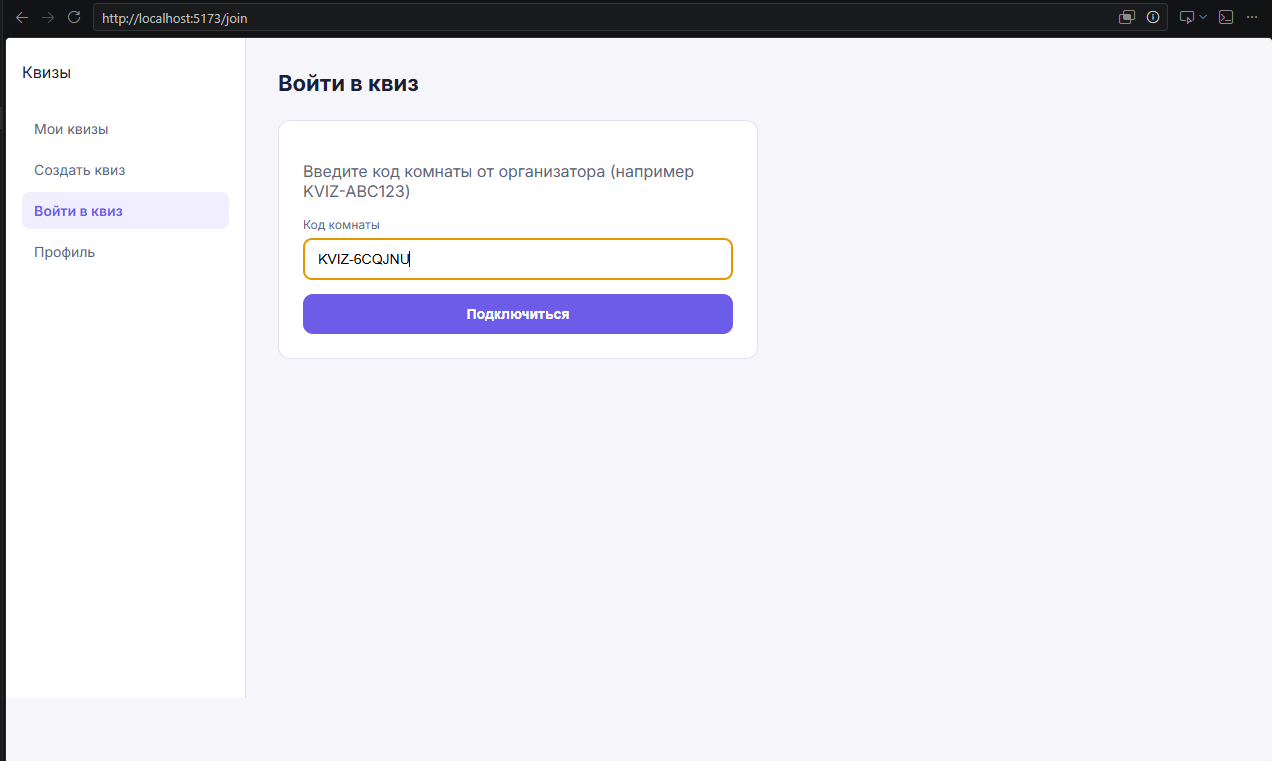 http://localhost:5173/join
Квизы
Мои квизы
Создать квиз
Войти в квиз
Профиль
Войти в квиз
Введите код комнаты от организатора (например
KVIZ-ABC123)
Код комнаты
KVIZ-6CQJNU
Подключиться